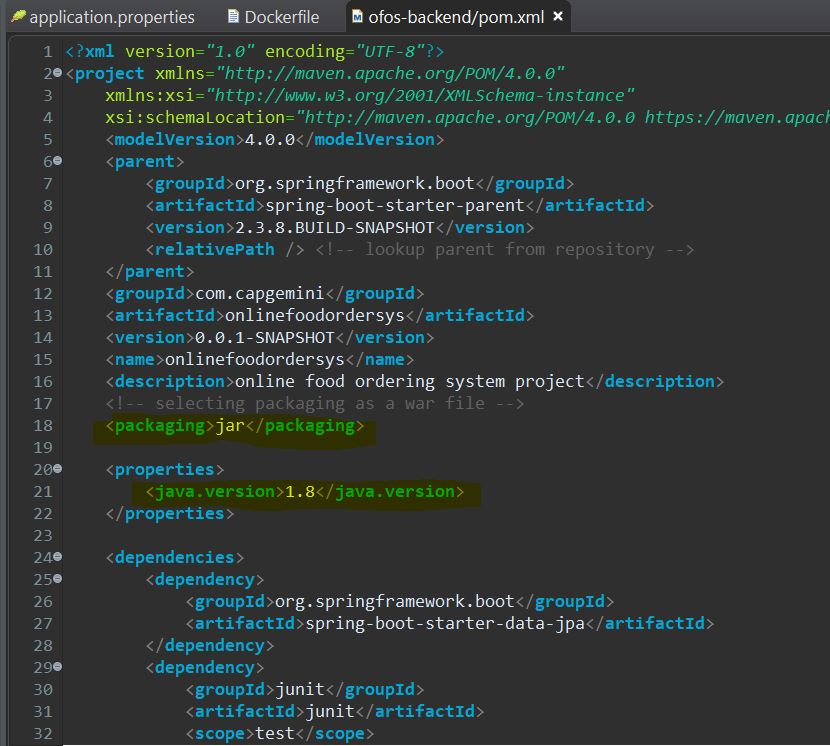 application.properties Dockerfile ofos-backend/pom.xml
1 <?xml version="1.0" encoding="UTF-8"?>
2 <project xmlns="http://maven.apache.org/POM/4.0.0"
3 xmlns:xsi="http://www.w3.org/2001/XMLSchema-instance"
4 xsi:schemaLocation="http://maven.apache.org/POM/4.0.0 https://maven.apach
5 <modelVersion>4.0.0</modelVersion>
6 <parent>
7 <groupId>org.springframework.boot</groupId>
8 <artifactId>spring-boot-starter-parent</artifactId>
9 <version>2.3.8.BUILD-SNAPSHOT</version>
10 <relativePath /> <!-- lookup parent from repository -->
11 </parent>
12 <groupId>com.capgemini</groupId>
13 <artifactId>onlinefoodordersys</artifactId>
14 <version>0.0.1-SNAPSHOT</version>
15 <name>onlinefoodordersys</name>
16 <description>online food ordering system project</description>
17 <!-- selecting packaging as a war file -->
18 <packaging>jar</packaging>
19
20 <properties>
21 <java.version>1.8</java.version>
22 </properties>
23
24 <dependencies>
25 <dependency>
26 <groupId>org.springframework.boot</groupId>
27 <artifactId>spring-boot-starter-data-jpa</artifactId>
28 </dependency>
29 <dependency>
30 <groupId>junit</groupId>
31 <artifactId>junit</artifactId>
32 <scope>test</scope>